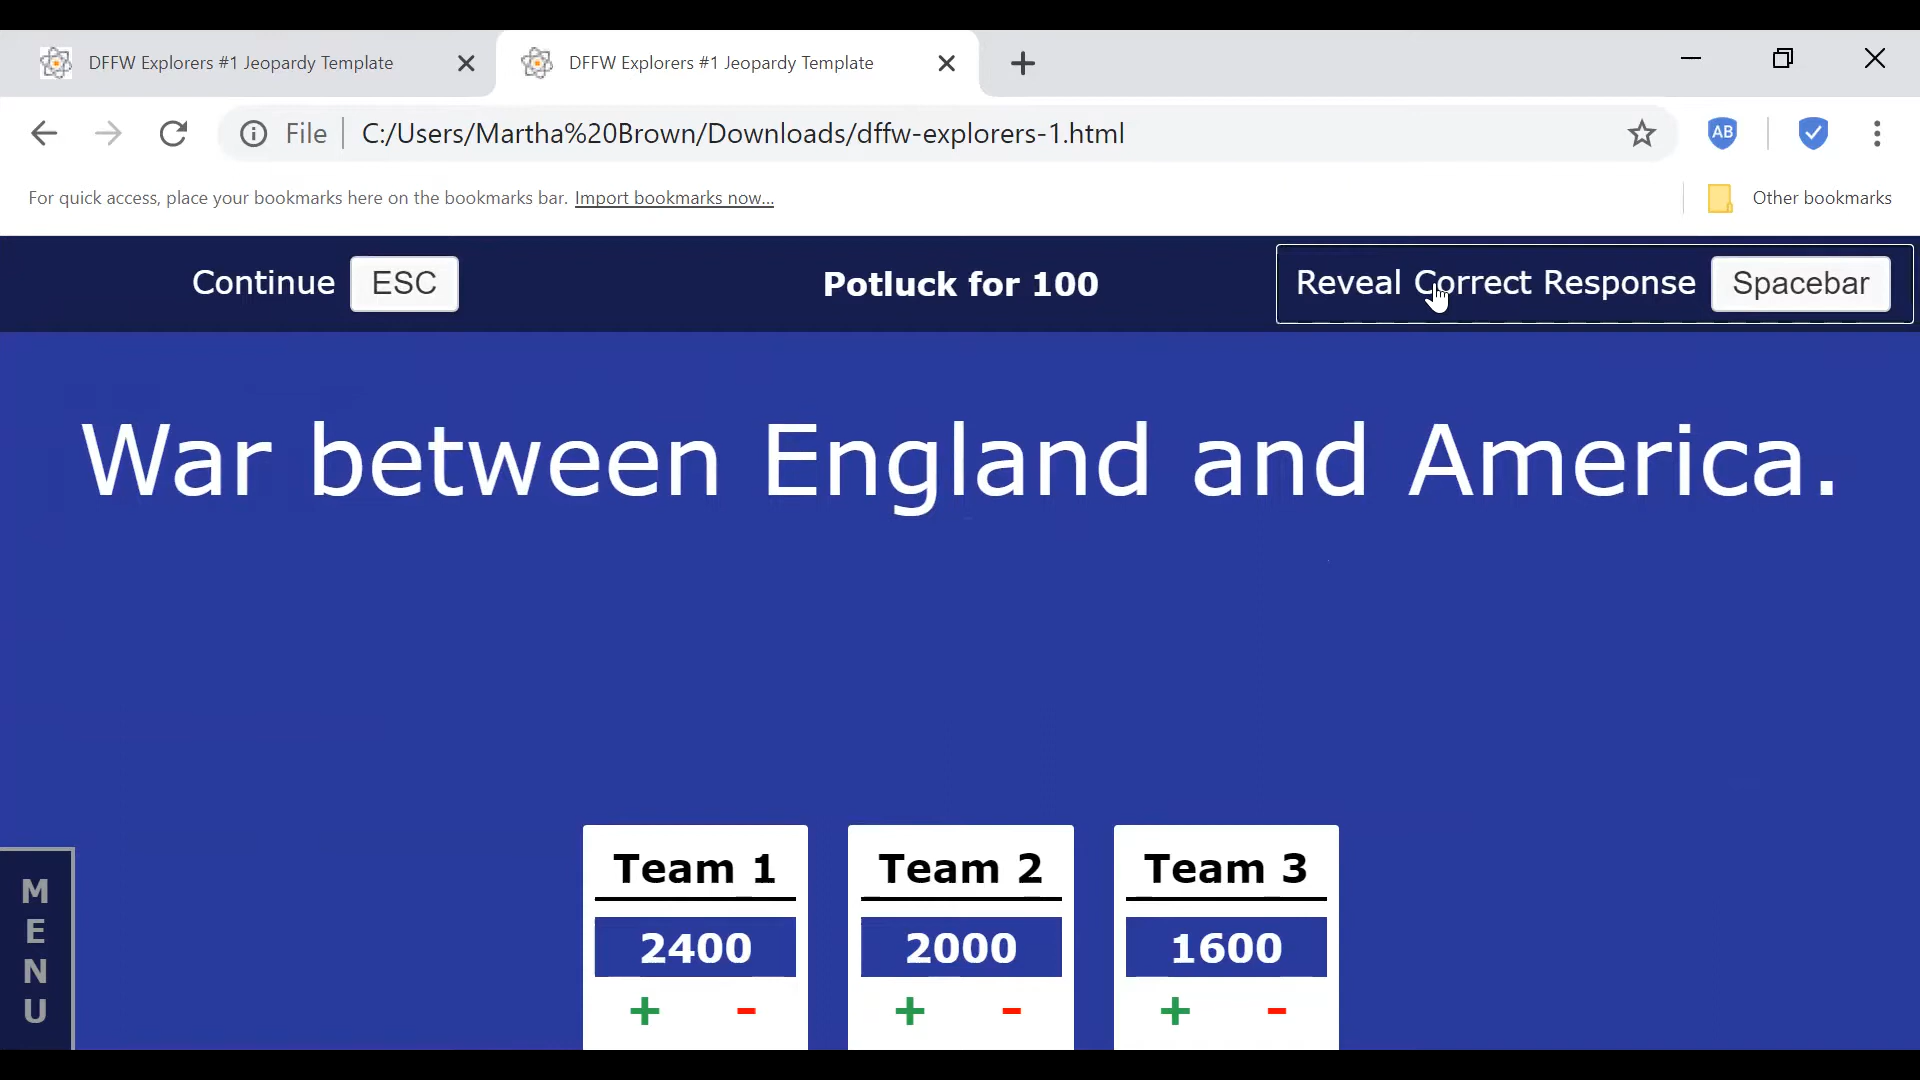 DFFW Explorers #1 Jeopardy Template
DFFW Explorers #1 Jeopardy Template
File
C:/Users/Martha%20Brown/Downloads/dffw-explorers-1.html
AB
For quick access, place your bookmarks here on the bookmarks bar. Import bookmarks now...
Other bookmarks
Continue ESC
Potluck for 100
Reveal Correct Response Spacebar
War between England and America.
MENU
Team 1
2400
+ -
Team 2
2000
+ -
Team 3
1600
+ -